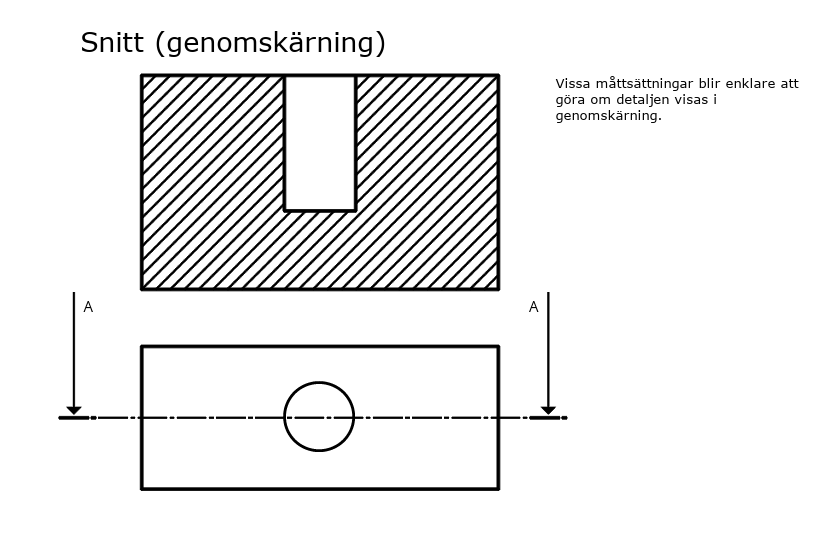 Snitt (genomskärning)
Vissa måttsättningar blir enklare att
göra om detaljen visas i
genomskärning.
A
A